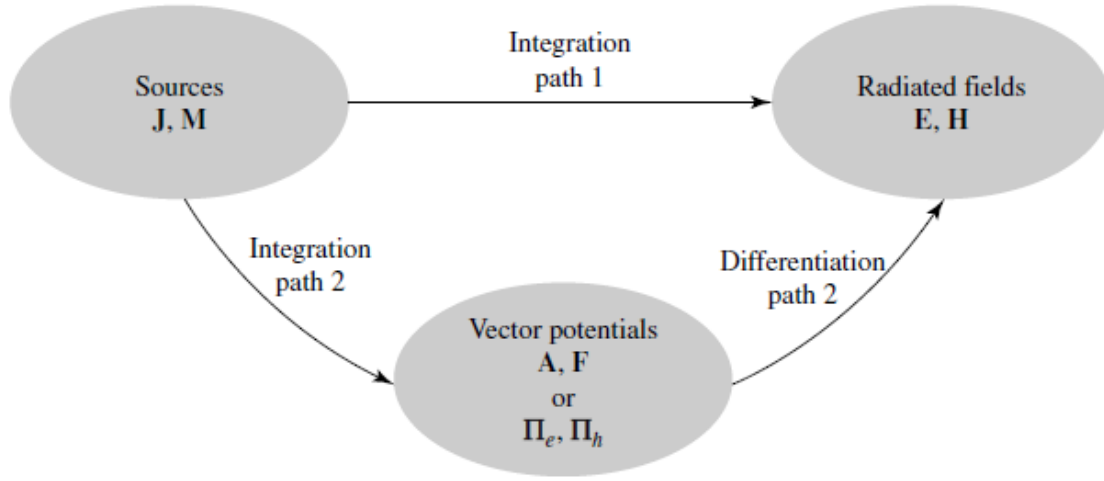 Sources
J, M
Integration
path 1
Radiated fields
E, H
Integration
path 2
Differentiation
path 2
Vector potentials
A, F
or
Πe, Πh